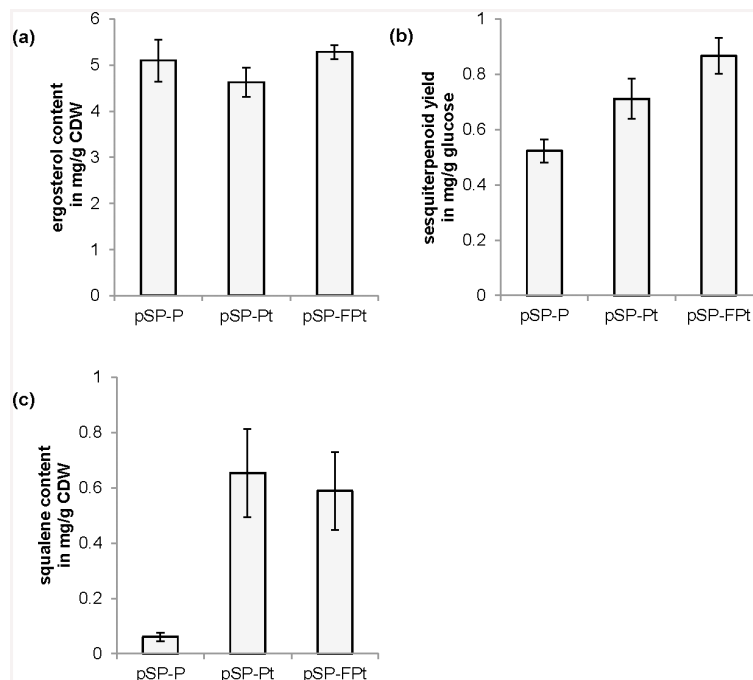 (a)
ergosterol content
in mg/g CDW
6
5
4
3
2
1
0
pSP-P pSP-Pt pSP-FPt
(b)
sesquiterpenoid yield
in mg/g glucose
1
0.8
0.6
0.4
0.2
0
pSP-P pSP-Pt pSP-FPt
(c)
squalene content
in mg/g CDW
1
0.8
0.6
0.4
0.2
0
pSP-P pSP-Pt pSP-FPt